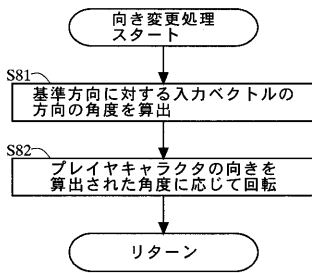 向き変更処理
スタート
S81
基準方向に対する入力ベクトルの
方向の角度を算出
S82
プレイヤキャラクタの向きを
算出された角度に応じて回転
リターン